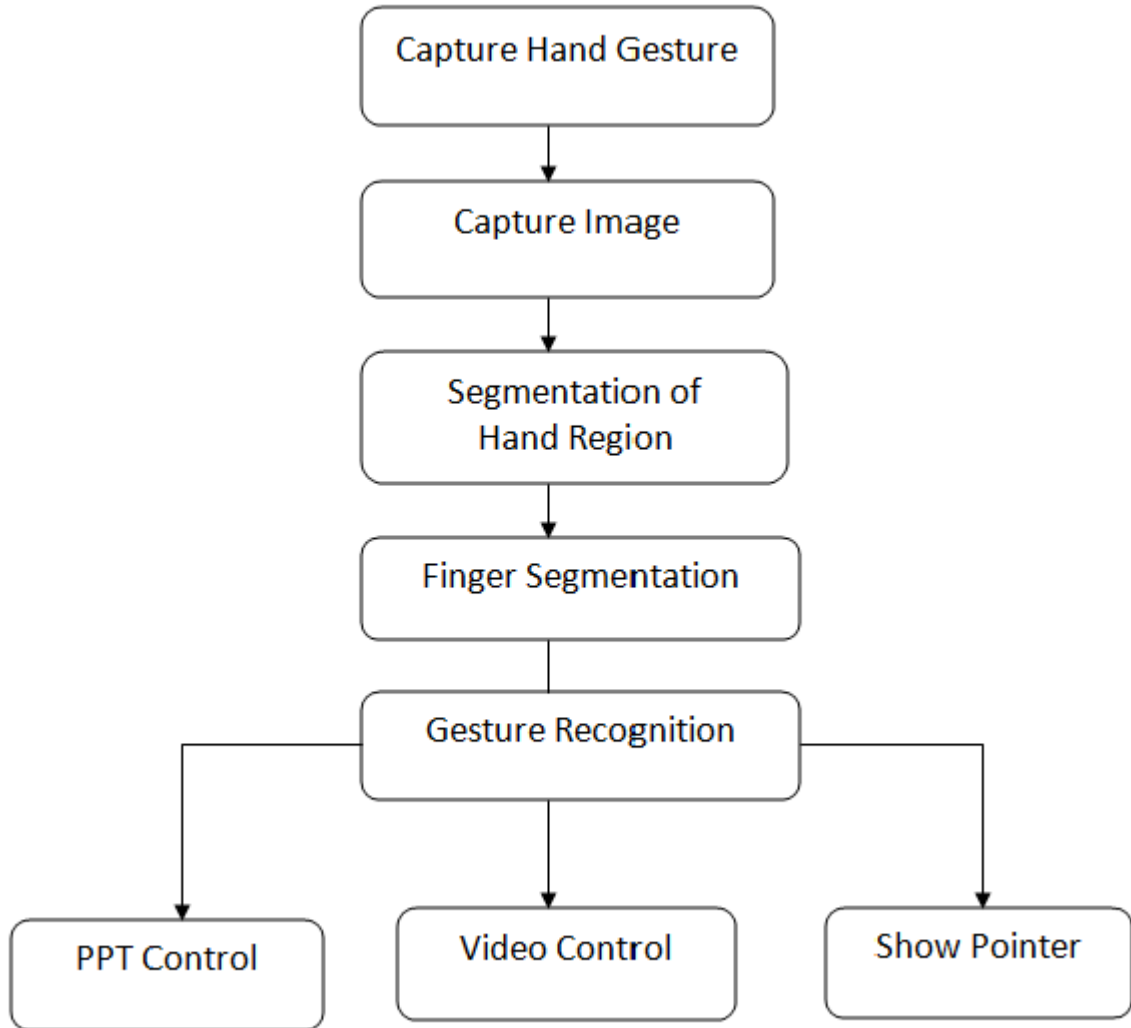 Capture Hand Gesture
Capture Image
Segmentation of
Hand Region
Finger Segmentation
Gesture Recognition
PPT Control
Video Control
Show Pointer